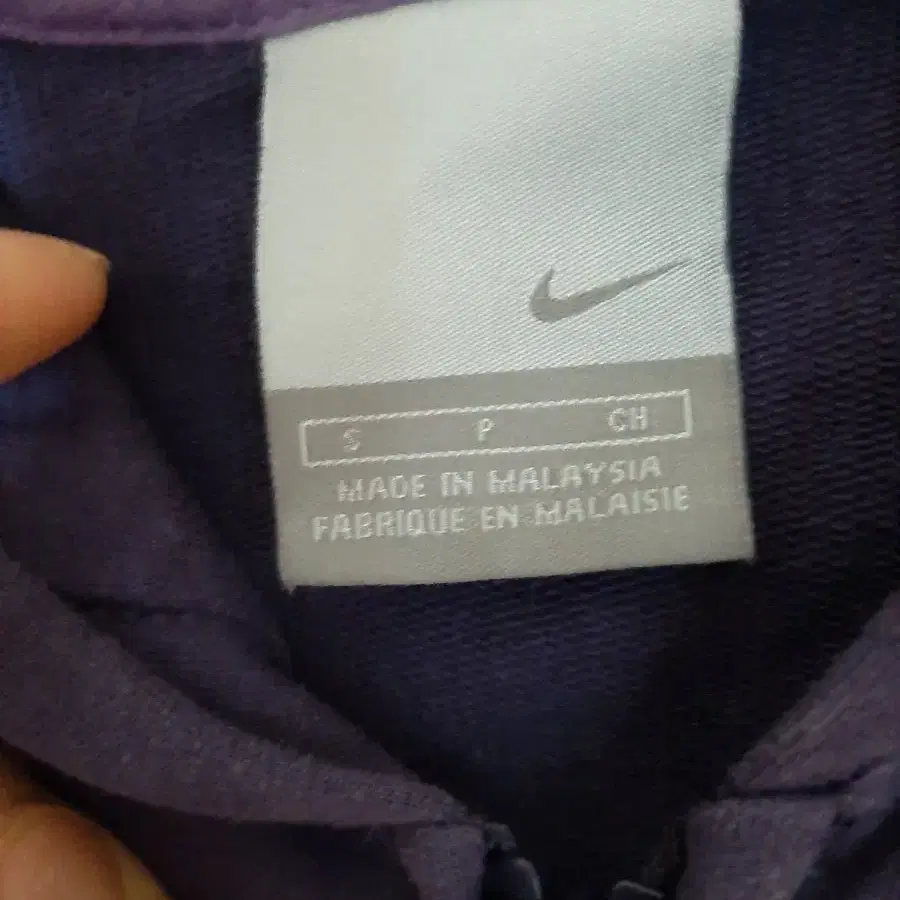 S P CH
MADE IN MALAYSIA
FABRIQUE EN MALAISIE